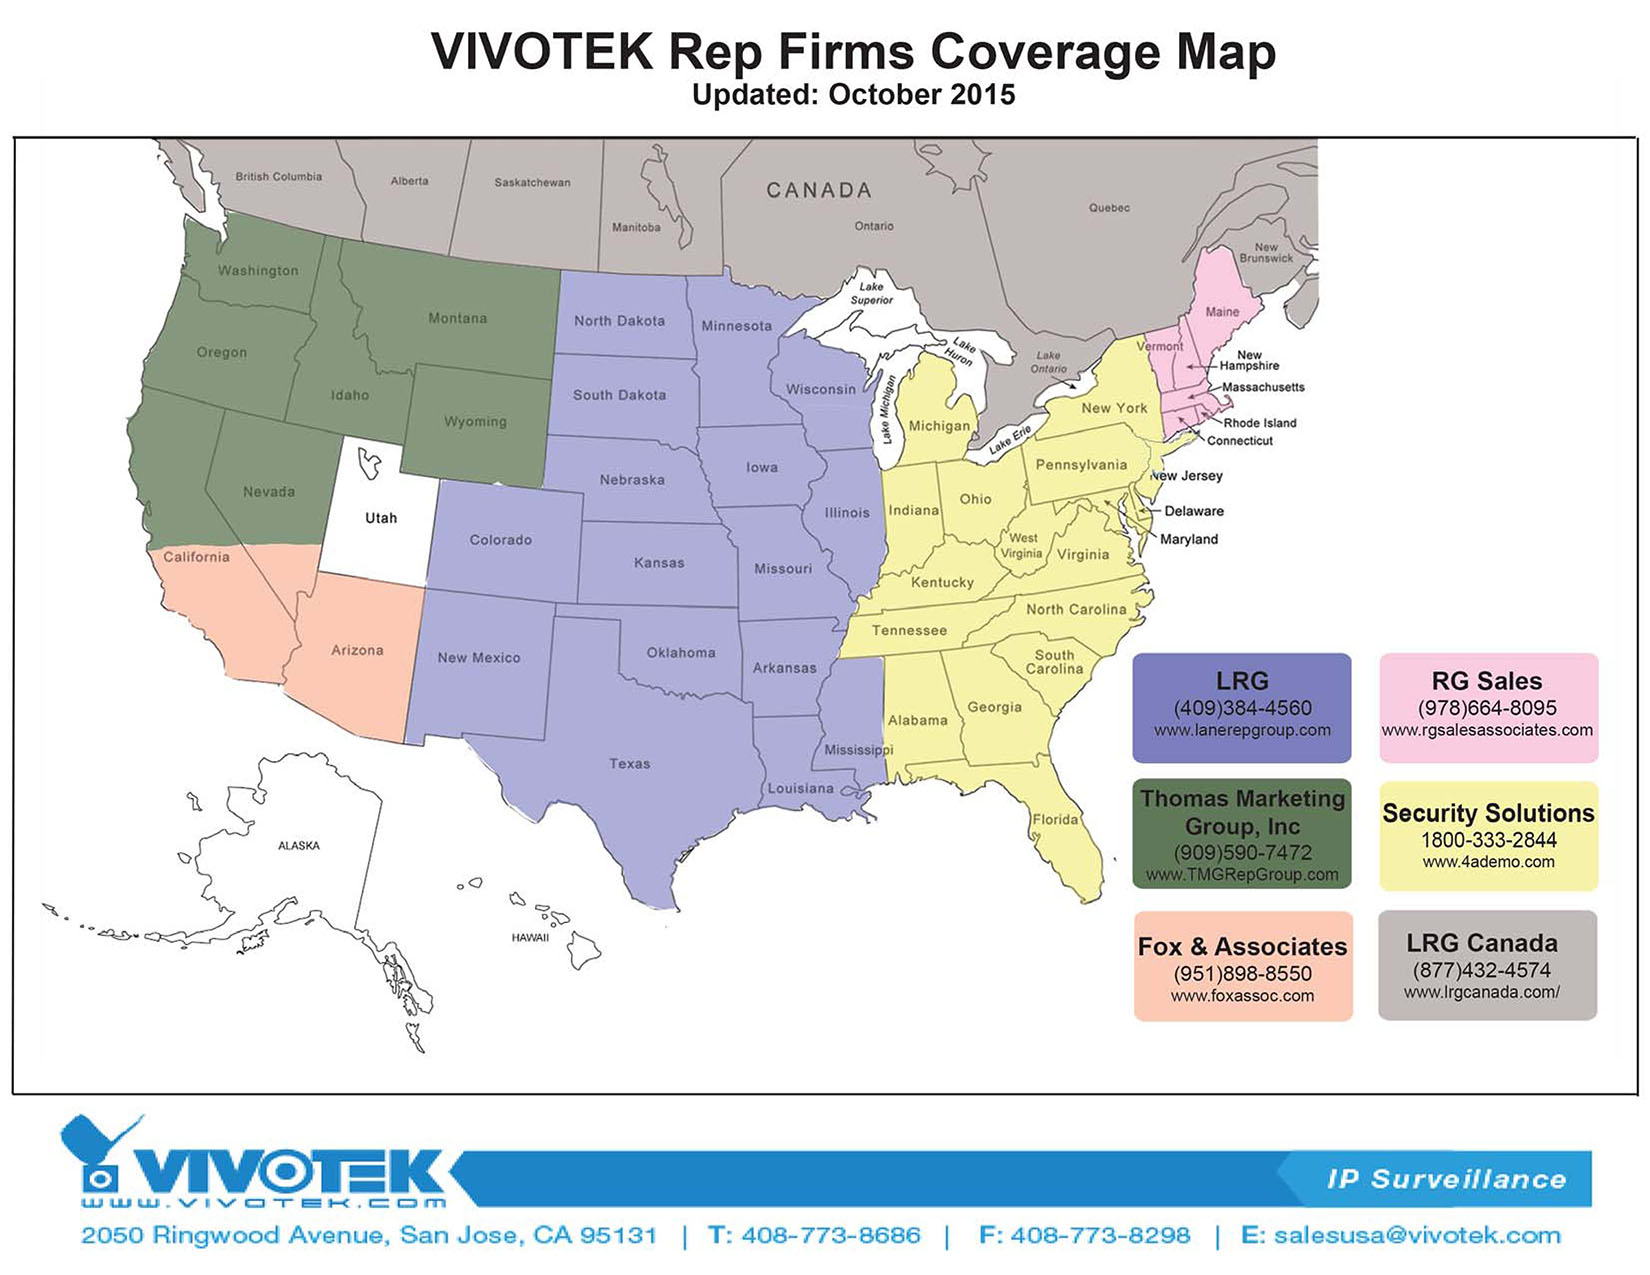 VIVOTEK Rep Firms Coverage Map
Updated: October 2015
British Columbia
Alberta
Saskatchewan
Manitoba
CANADA
Ontario
Quebec
New
Brunswick
Washington
Oregon
Idaho
Montana
Wyoming
Nevada
California
Utah
Arizona
North Dakota
South Dakota
Nebraska
Kansas
Colorado
New Mexico
Oklahoma
Texas
Minnesota
Iowa
Missouri
Arkansas
Louisiana
Wisconsin
Illinois
Mississippi
Lake
Superior
Lake Michigan
Lake
Huron
Lake
Ontario
Lake Erie
Michigan
Indiana
Ohio
Kentucky
Tennessee
Alabama
Georgia
Florida
South
Carolina
North Carolina
West
Virginia
Virginia
Pennsylvania
New York
Vermont
Maine
New
Hampshire
Massachusetts
Rhode Island
Connecticut
New Jersey
Delaware
Maryland
ALASKA
HAWAII
LRG
(409)384-4560
www.lanerepgroup.com
RG Sales
(978)664-8095
www.rgsalesassociates.com
Thomas Marketing
Group, Inc
(909)590-7472
www.TMGRepGroup.com
Security Solutions
1800-333-2844
www.4ademo.com
Fox & Associates
(951)898-8550
www.foxassoc.com
LRG Canada
(877)432-4574
www.lrgcanada.com/
VIVOTEK
www.vivotek.com
IP Surveillance
2050 Ringwood Avenue, San Jose, CA 95131 | T: 408-773-8686 | F: 408-773-8298 | E: salesusa@vivotek.com